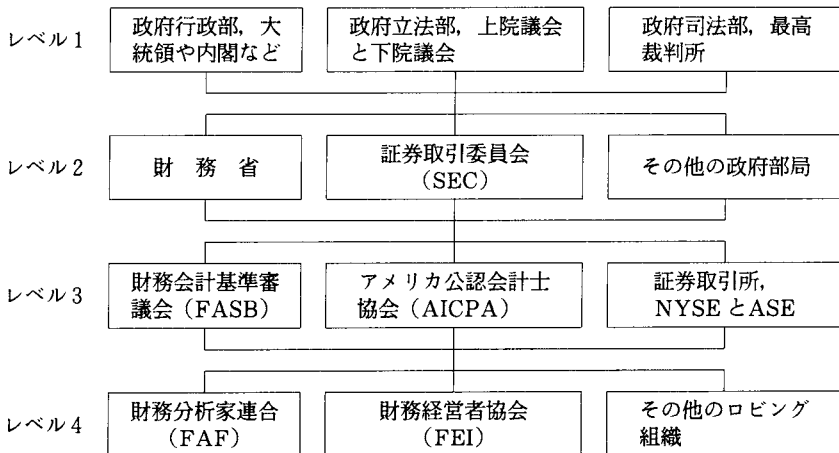 レベル1
政府行政部，大
統領や内閣など
政府立法部，上院議会
と下院議会
政府司法部，最高
裁判所
レベル2
財務省
証券取引委員会
(SEC)
その他の政府部局
レベル3
財務会計基準審
議会(FASB)
アメリカ公認会計士
協会(AICPA)
証券取引所，
NYSEとASE
レベル4
財務分析家連合
(FAF)
財務経営者協会
(FEI)
その他のロビング
組織